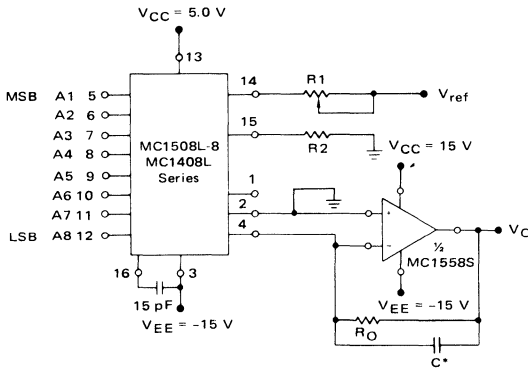 VCC = 5.0 V
13
MSB A1 5
A2 6
A3 7
A4 8
A5 9
A6 10
A7 11
LSB A8 12
MC1508L-8
MC1408L
Series
14
R1
Vref
15
R2
VCC = 15 V
1
2
4
+
−
½
MC1558S
VO
16
3
15 pF
VEE = -15 V
VEE = -15 V
RO
C*